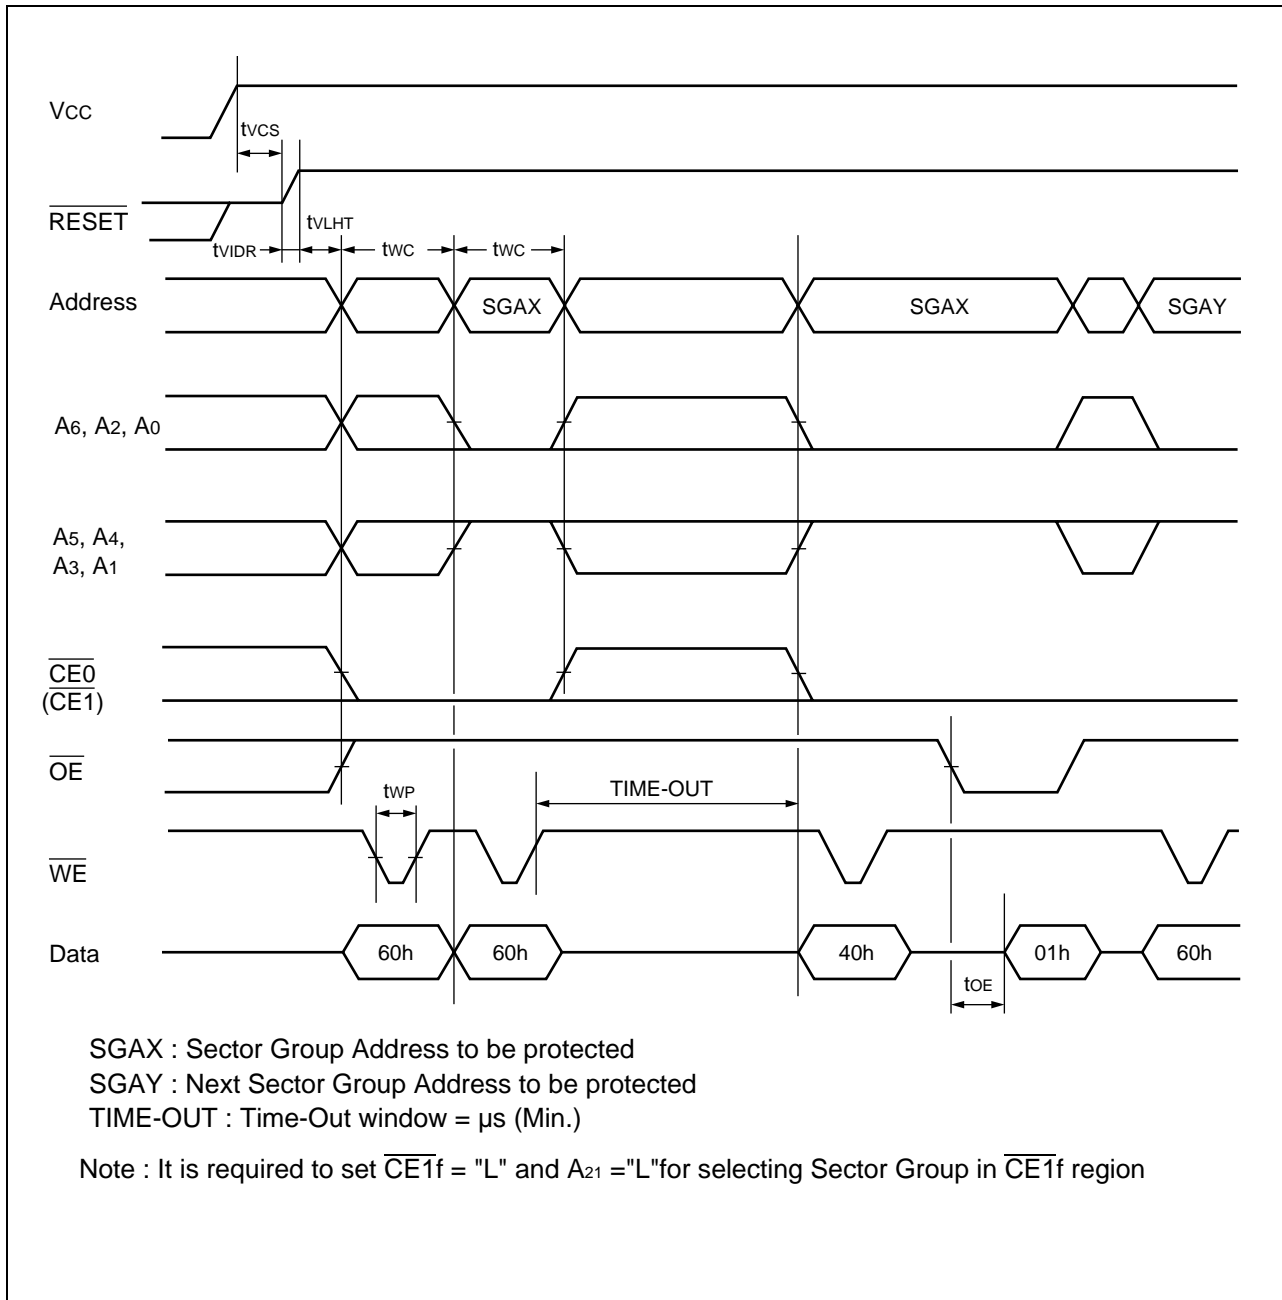 VCC
tVCS
RESET
tVLHT
tVIDR
tWC
tWC
Address
SGAX
SGAX
SGAY
A6, A2, A0
A5, A4,
A3, A1
CE0
(CE1)
OE
TIME-OUT
tWP
WE
Data
60h
60h
40h
01h
60h
tOE
SGAX : Sector Group Address to be protected
SGAY : Next Sector Group Address to be protected
TIME-OUT : Time-Out window = µs (Min.)
Note : It is required to set CE1f = "L" and A21 ="L"for selecting Sector Group in CE1f region